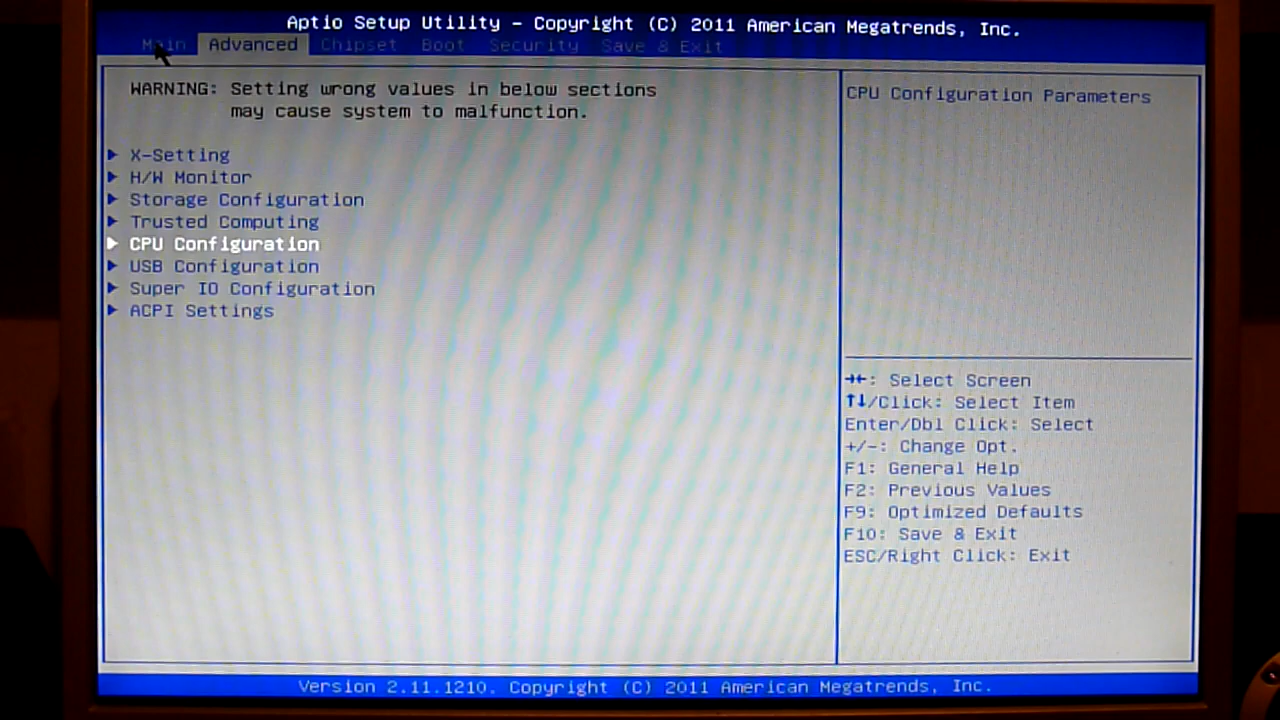 Aptio Setup Utility – Copyright (C) 2011 American Megatrends, Inc.
Main Advanced Chipset Boot Security Save & Exit
WARNING: Setting wrong values in below sections
may cause system to malfunction.
▶ X-Setting
▶ H/W Monitor
▶ Storage Configuration
▶ Trusted Computing
▶ CPU Configuration
▶ USB Configuration
▶ Super IO Configuration
▶ ACPI Settings
CPU Configuration Parameters
→←: Select Screen
↑↓/Click: Select Item
Enter/Dbl Click: Select
+/-: Change Opt.
F1: General Help
F2: Previous Values
F9: Optimized Defaults
F10: Save & Exit
ESC/Right Click: Exit
Version 2.11.1210. Copyright (C) 2011 American Megatrends, Inc.